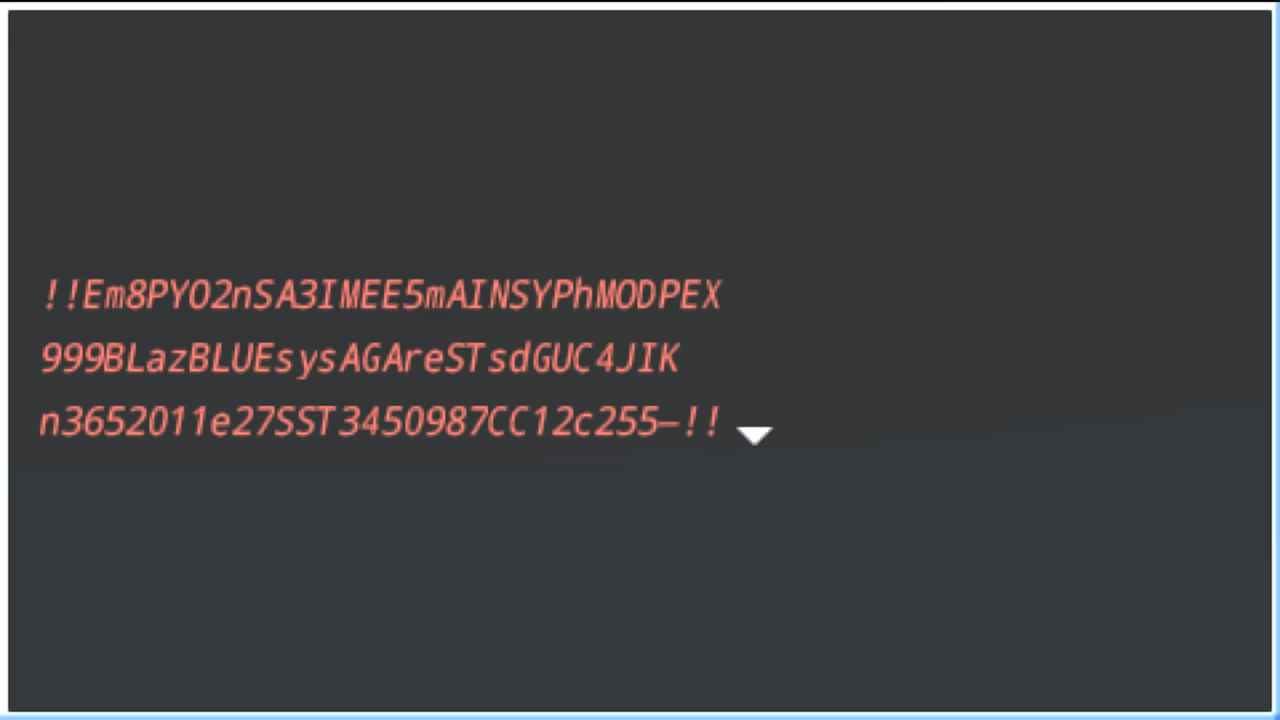 !!Em8PYO2nSA3IMEE5mAINSYPhMODPEX
999BLazBLUEsysAGAreSTsdGUC4JIK
n3652011e27SST3450987CC12c255–!!